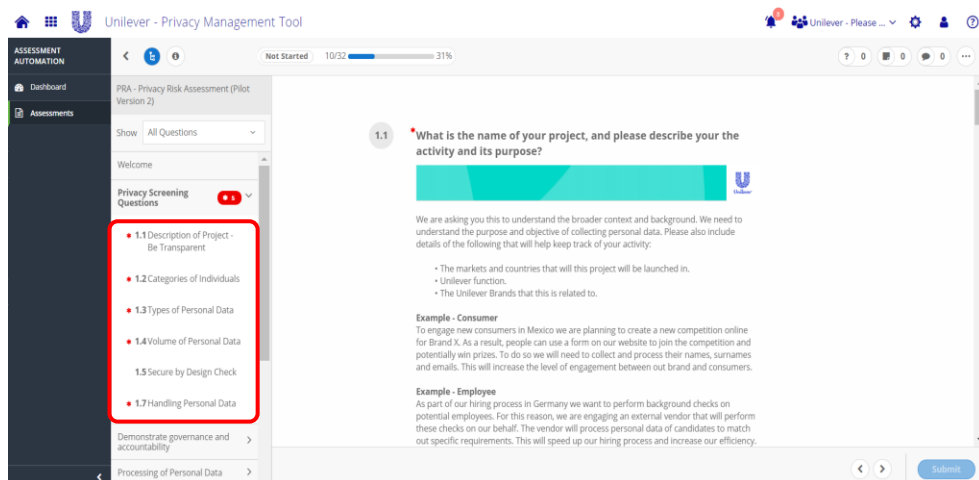 Unilever - Privacy Management Tool
Unilever - Please ...
ASSESSMENT
AUTOMATION
Dashboard
Assessments
Not Started 10/32 31%
? 0 0 0 ...
PRA - Privacy Risk Assessment (Pilot
Version 2)
Show All Questions
Welcome
Privacy Screening
Questions
* 5
* 1.1 Description of Project -
Be Transparent
* 1.2 Categories of Individuals
* 1.3 Types of Personal Data
* 1.4 Volume of Personal Data
1.5 Secure by Design Check
* 1.7 Handling Personal Data
Demonstrate governance and
accountability
Processing of Personal Data
1.1 *What is the name of your project, and please describe your the
activity and its purpose?
Unilever
We are asking you this to understand the broader context and background. We need to
understand the purpose and objective of collecting personal data. Please also include
details of the following that will help keep track of your activity:
• The markets and countries that will this project will be launched in.
• Unilever function.
• The Unilever Brands that this is related to.
Example - Consumer
To engage new consumers in Mexico we are planning to create a new competition online
for Brand X. As a result, people can use a form on our website to join the competition and
potentially win prizes. To do so we will need to collect and process their names, surnames
and emails. This will increase the level of engagement between out brand and consumers.
Example - Employee
As part of our hiring process in Germany we want to perform background checks on
potential employees. For this reason, we are engaging an external vendor that will perform
these checks on our behalf. The vendor will process personal data of candidates to match
out specific requirements. This will speed up our hiring process and increase our efficiency.
Submit